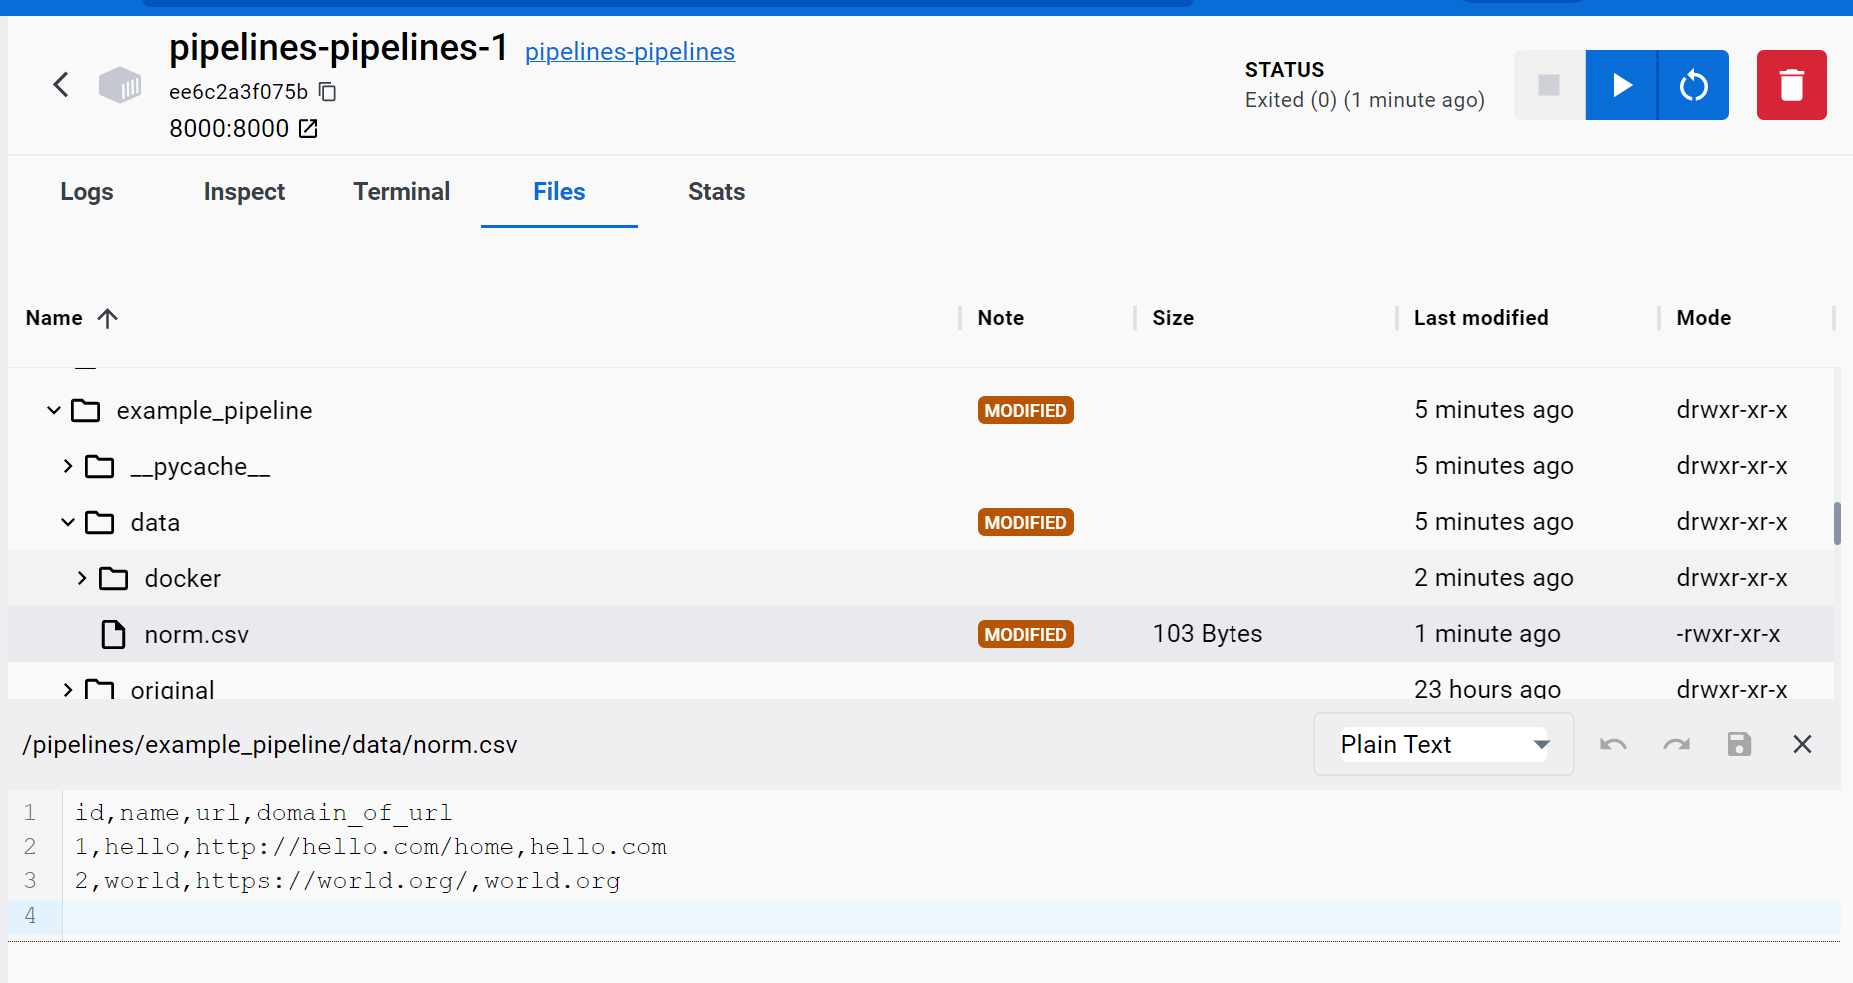 pipelines-pipelines-1 pipelines-pipelines
ee6c2a3f075b
8000:8000
STATUS
Exited (0) (1 minute ago)
Logs Inspect Terminal Files Stats
Name Note Size Last modified Mode
example_pipeline MODIFIED 5 minutes ago drwxr-xr-x
__pycache__ 5 minutes ago drwxr-xr-x
data MODIFIED 5 minutes ago drwxr-xr-x
docker 2 minutes ago drwxr-xr-x
norm.csv MODIFIED 103 Bytes 1 minute ago -rwxr-xr-x
original 23 hours ago drwxr-xr-x
/pipelines/example_pipeline/data/norm.csv Plain Text
1 id,name,url,domain_of_url
2 1,hello,http://hello.com/home,hello.com
3 2,world,https://world.org/,world.org
4